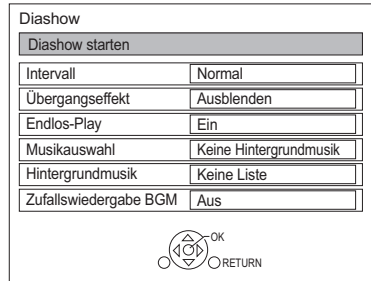 Diashow
Diashow starten
Intervall Normal
Übergangseffekt Ausblenden
Endlos-Play Ein
Musikauswahl Keine Hintergrundmusik
Hintergrundmusik Keine Liste
Zufallswiedergabe BGM Aus
OK
RETURN